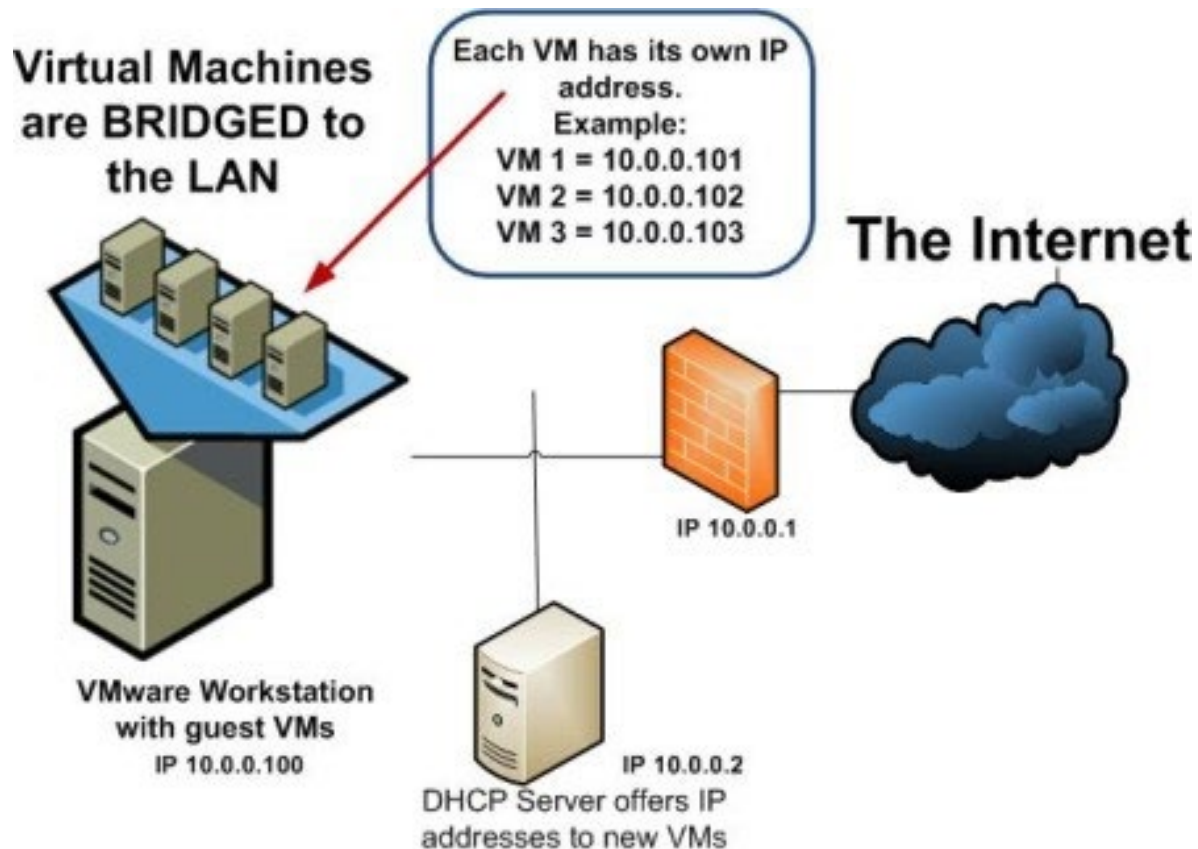 Virtual Machines
are BRIDGED to
the LAN
Each VM has its own IP
address.
Example:
VM 1 = 10.0.0.101
VM 2 = 10.0.0.102
VM 3 = 10.0.0.103
The Internet
IP 10.0.0.1
VMware Workstation
with guest VMs
IP 10.0.0.100
IP 10.0.0.2
DHCP Server offers IP
addresses to new VMs